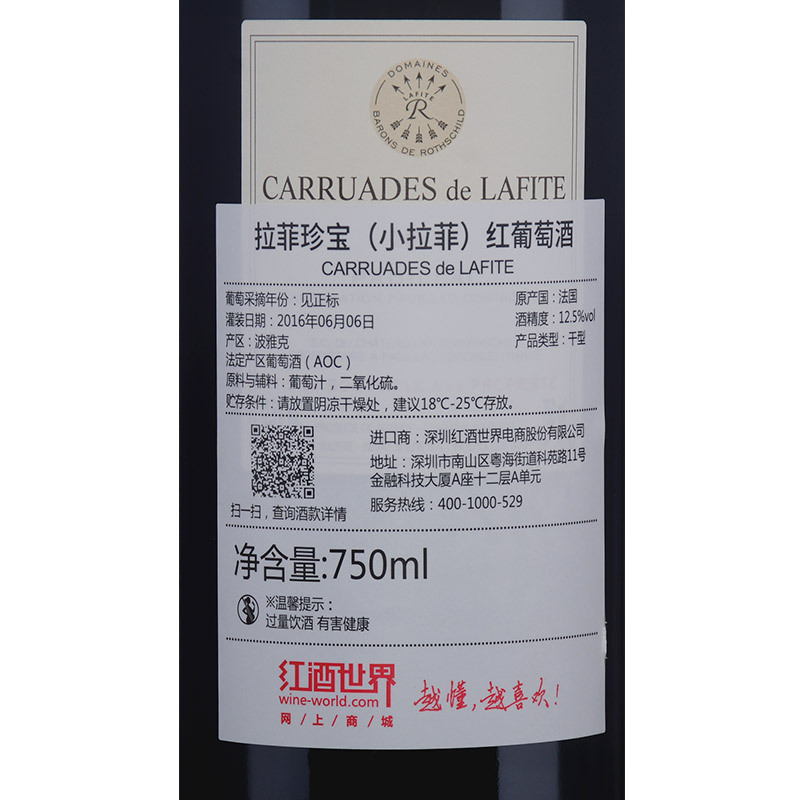 DOMAINES
LAFITE
R
BARONS DE ROTHSCHILD
CARRUADES de LAFITE
拉菲珍宝（小拉菲）红葡萄酒
CARRUADES de LAFITE
葡萄采摘年份：见正标
原产国：法国
灌装日期：2016年06月06日
酒精度：12.5%vol
产区：波雅克
产品类型：干型
法定产区葡萄酒（AOC）
原料与辅料：葡萄汁，二氧化硫。
贮存条件：请放置阴凉干燥处，建议18℃-25℃存放。
进口商：深圳红酒世界电商股份有限公司
地址：深圳市南山区粤海街道科苑路11号
金融科技大厦A座十二层A单元
服务热线：400-1000-529
扫一扫，查询酒款详情
净含量:750ml
※温馨提示：
过量饮酒 有害健康
红酒世界
wine-world.com
网/上/商/城
越懂，越喜欢！